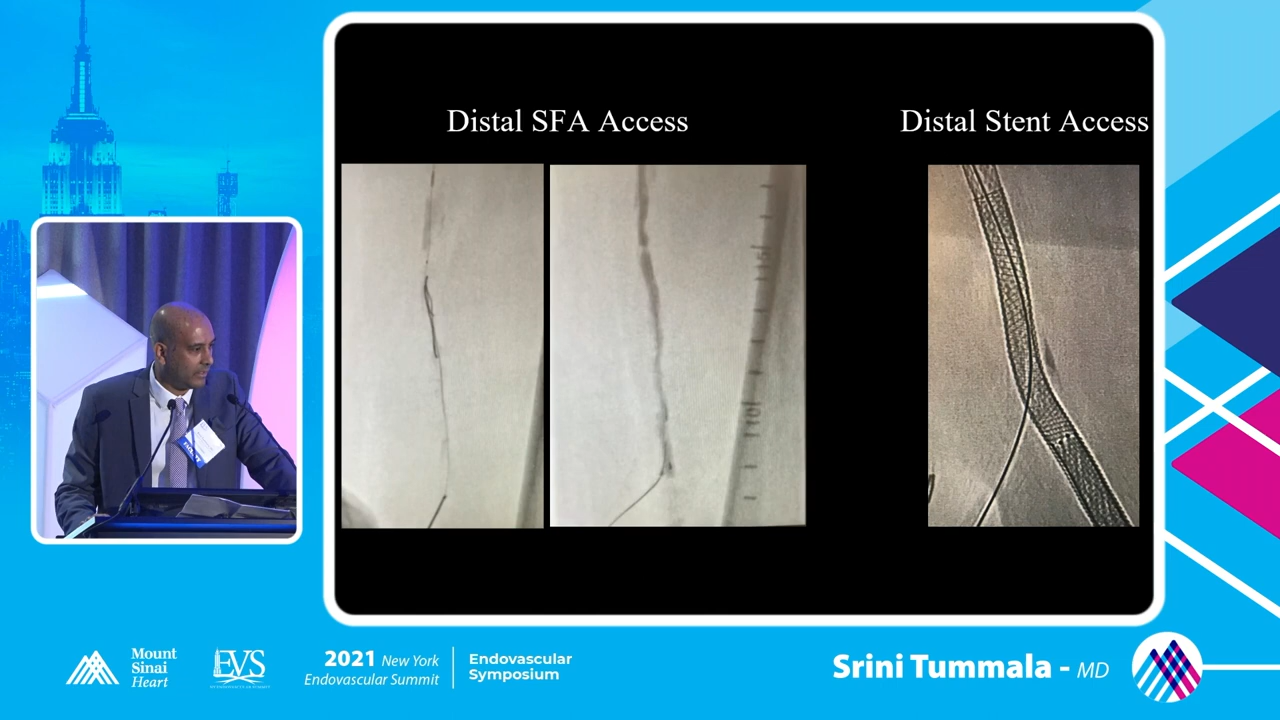 Distal SFA Access
Distal Stent Access
Mount
Sinai
Heart
EVS
2021 New York
Endovascular Summit
Endovascular
Symposium
Srini Tummala - MD